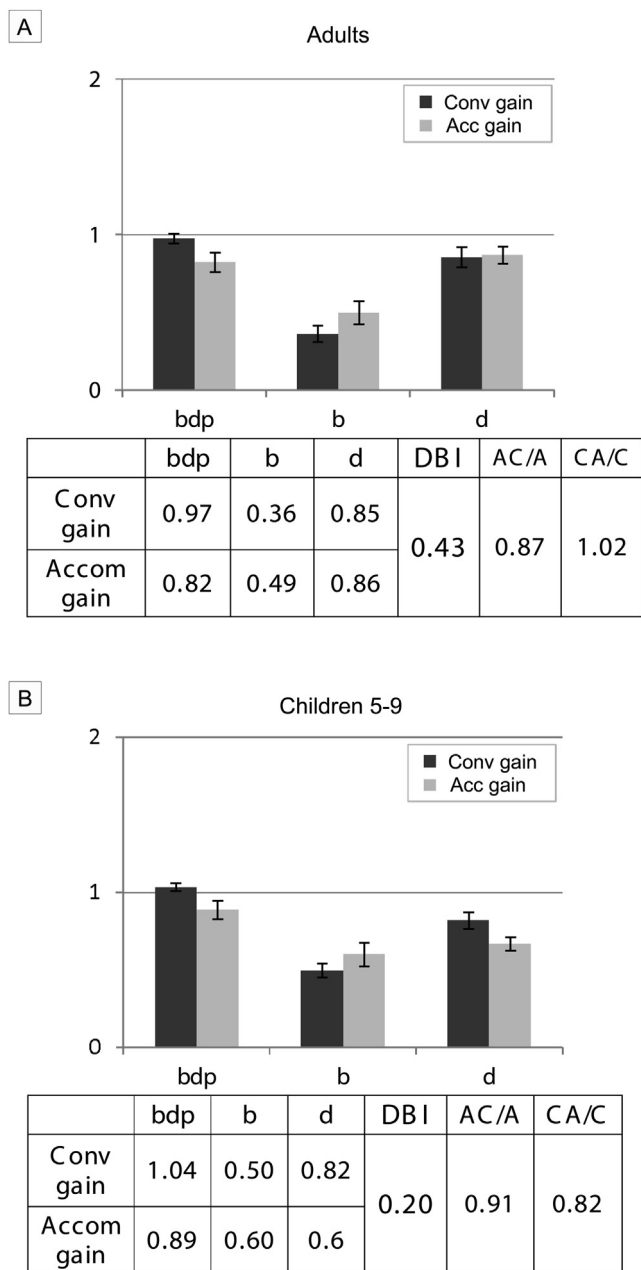 A
Adults
2
Conv gain
Acc gain
1
0
bdp b d
bdp b d DBI AC/A CA/C
Conv gain 0.97 0.36 0.85
0.43 0.87 1.02
Accom gain 0.82 0.49 0.86
B
Children 5-9
2
Conv gain
Acc gain
1
0
bdp b d
bdp b d DBI AC/A CA/C
Conv gain 1.04 0.50 0.82
0.20 0.91 0.82
Accom gain 0.89 0.60 0.6